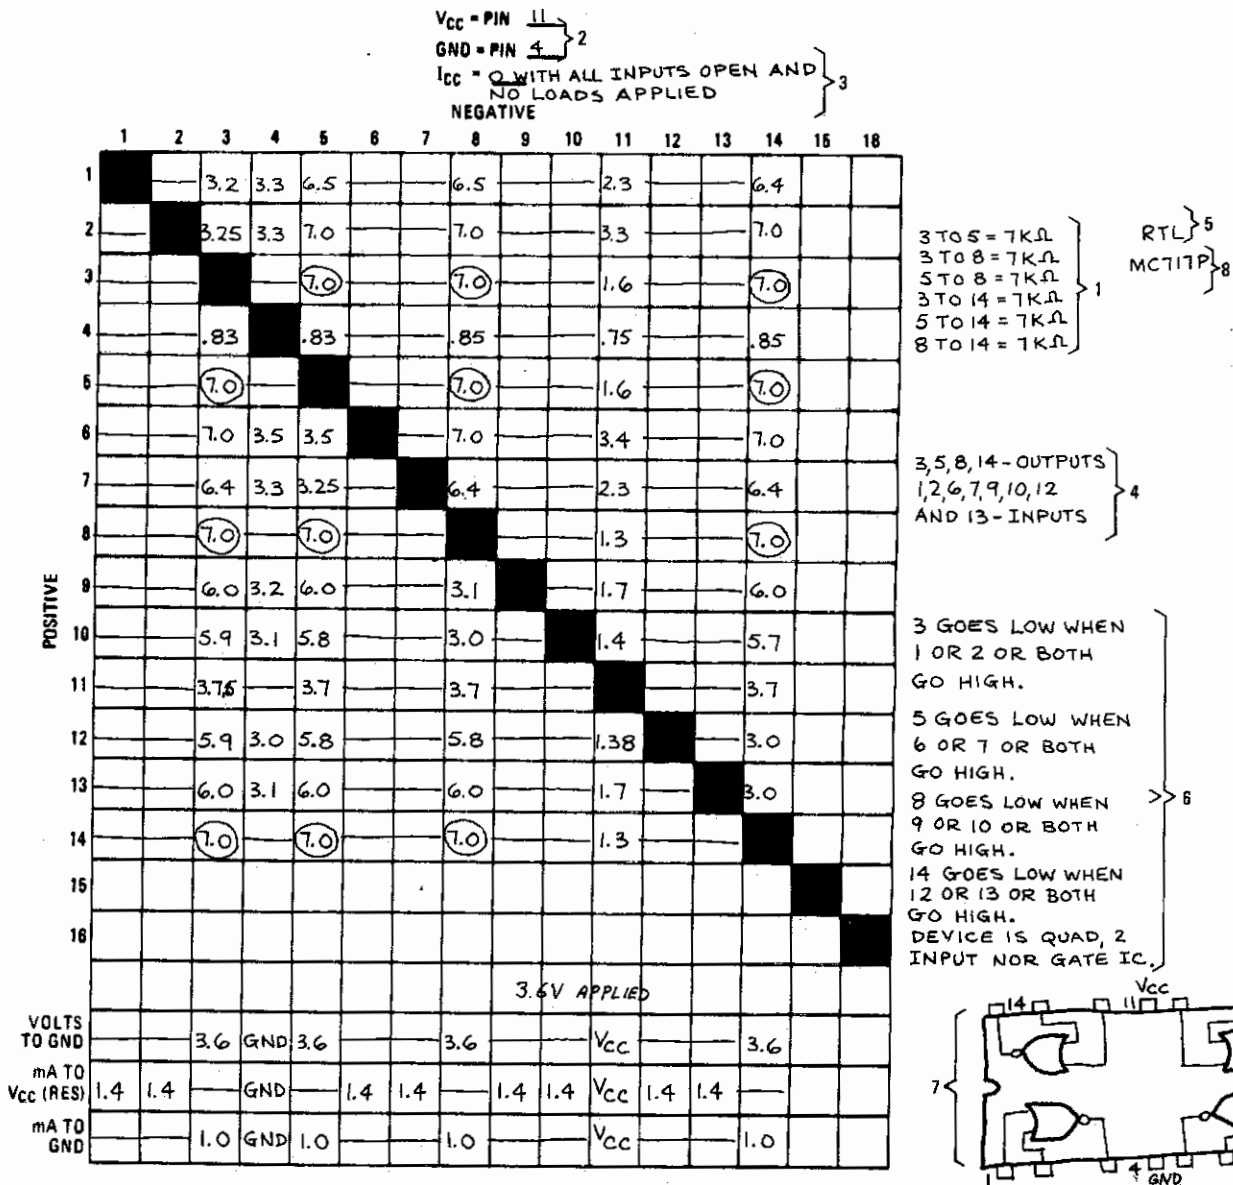 VCC = PIN 11
GND = PIN 4
} 2
ICC = 0 WITH ALL INPUTS OPEN AND
NO LOADS APPLIED
} 3
NEGATIVE
1 2 3 4 5 6 7 8 9 10 11 12 13 14 15 16
1 3.2 3.3 6.5 6.5 2.3 6.4
2 3.25 3.3 7.0 7.0 3.3 7.0
3 7.0 7.0 1.6 7.0
4 .83 .83 .85 .75 .85
5 7.0 7.0 1.6 7.0
6 7.0 3.5 3.5 7.0 3.4 7.0
7 6.4 3.3 3.25 6.4 2.3 6.4
8 7.0 7.0 1.3 7.0
POSITIVE
9 6.0 3.2 6.0 3.1 1.7 6.0
10 5.9 3.1 5.8 3.0 1.4 5.7
11 3.7 3.7 3.7
12 5.9 3.0 5.8 5.8 1.38 3.0
13 6.0 3.1 6.0 6.0 1.7 3.0
14 7.0 7.0 7.0 1.3
15
16
3.6V APPLIED
VOLTS
TO GND 3.6 GND 3.6 3.6 VCC 3.6
mA TO
VCC (RES) 1.4 1.4 GND 1.4 1.4 1.4 1.4 VCC 1.4 1.4
mA TO
GND 1.0 GND 1.0 1.0 VCC 1.0
3 TO 5 = 7KΩ
3 TO 8 = 7KΩ
5 TO 8 = 7KΩ
3 TO 14 = 7KΩ
5 TO 14 = 7KΩ
8 TO 14 = 7KΩ
} 1
RTL } 5
MC717P } 8
3,5,8,14 - OUTPUTS
1,2,6,7,9,10,12
AND 13 - INPUTS
} 4
3 GOES LOW WHEN
1 OR 2 OR BOTH
GO HIGH.
5 GOES LOW WHEN
6 OR 7 OR BOTH
GO HIGH.
8 GOES LOW WHEN
9 OR 10 OR BOTH
GO HIGH.
14 GOES LOW WHEN
12 OR 13 OR BOTH
GO HIGH.
DEVICE IS QUAD, 2
INPUT NOR GATE IC.
} 6
7 {
14 11 VCC
1 4 GND